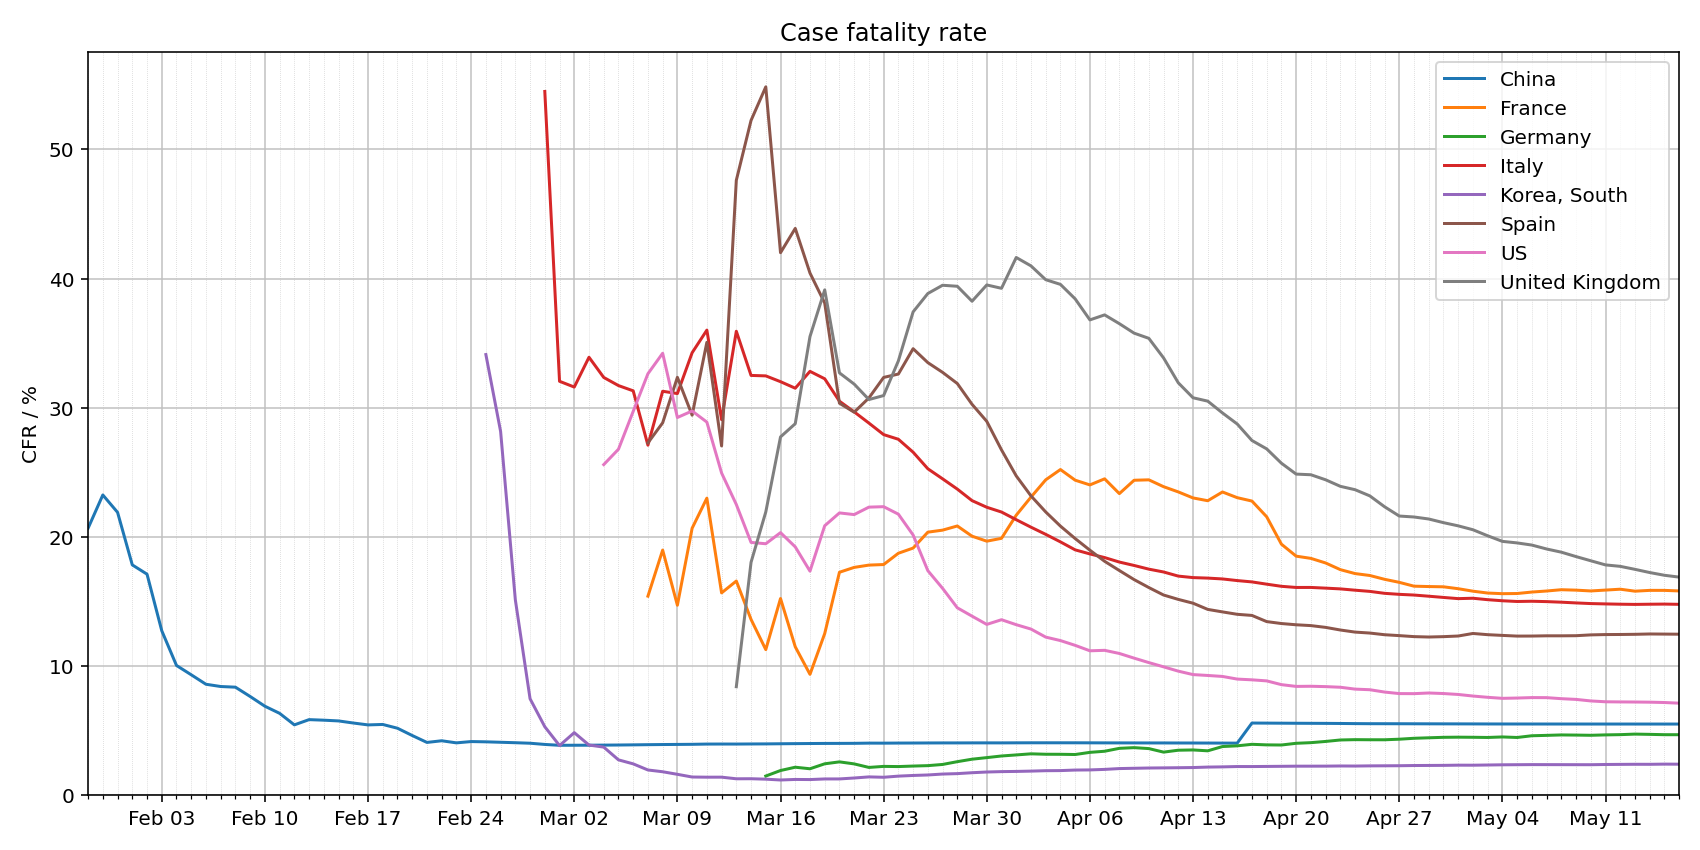 Case fatality rate
CFR / %
50
40
30
20
10
0
Feb 03 Feb 10 Feb 17 Feb 24 Mar 02 Mar 09 Mar 16 Mar 23 Mar 30 Apr 06 Apr 13 Apr 20 Apr 27 May 04 May 11
China
France
Germany
Italy
Korea, South
Spain
US
United Kingdom